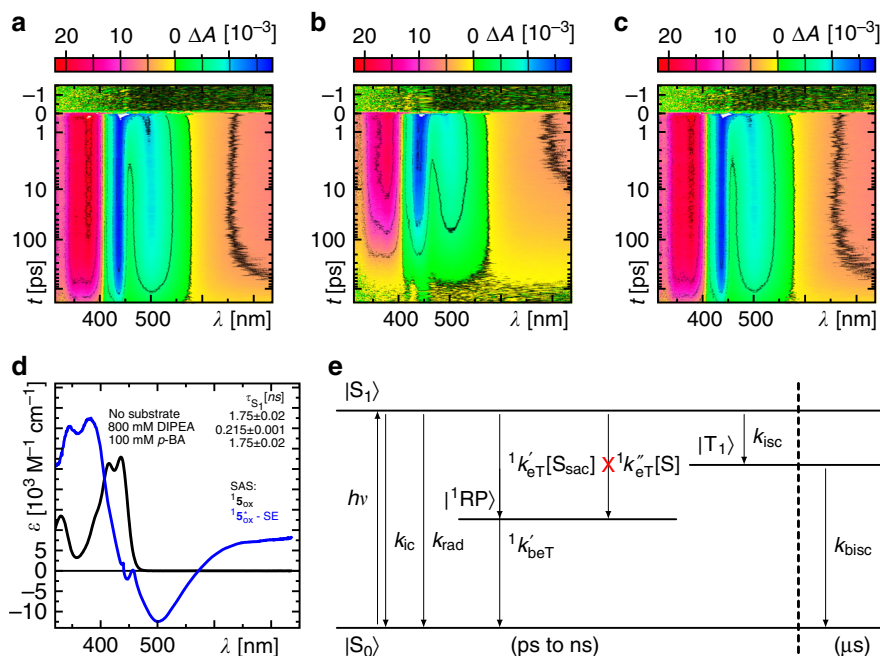 a
20 10 0 ΔA [10⁻³]
b
20 10 0 ΔA [10⁻³]
c
20 10 0 ΔA [10⁻³]
−1
0
1
10
100
t [ps]
400 500 λ [nm]
−1
0
1
10
100
t [ps]
400 500 λ [nm]
−1
0
1
10
100
t [ps]
400 500 λ [nm]
d
ε [10³ M⁻¹ cm⁻¹]
5
0
−5
−10
400 500 λ [nm]
τS₁[ns]
No substrate 1.75±0.02
800 mM DIPEA 0.215±0.001
100 mM p-BA 1.75±0.02
SAS:
¹5ox
¹5*ox - SE
e
|S₁⟩
hν
kic
krad
¹k′eT[Ssac]
X
¹k″eT[S]
|¹RP⟩
¹k′beT
|T₁⟩
kisc
kbisc
|S₀⟩
(ps to ns)
(μs)